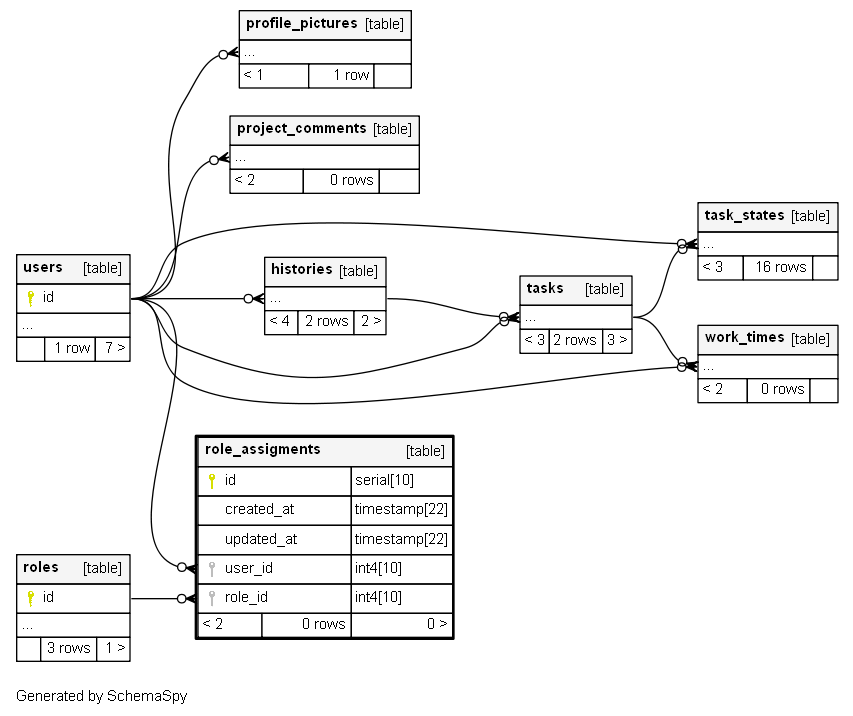 profile_pictures [table]
...
< 1 1 row
project_comments [table]
...
< 2 0 rows
task_states [table]
...
< 3 16 rows
users [table]
id
...
1 row 7 >
histories [table]
...
< 4 2 rows 2 >
tasks [table]
...
< 3 2 rows 3 >
work_times [table]
...
< 2 0 rows
role_assigments [table]
id serial[10]
created_at timestamp[22]
updated_at timestamp[22]
user_id int4[10]
role_id int4[10]
< 2 0 rows 0 >
roles [table]
id
...
3 rows 1 >
Generated by SchemaSpy